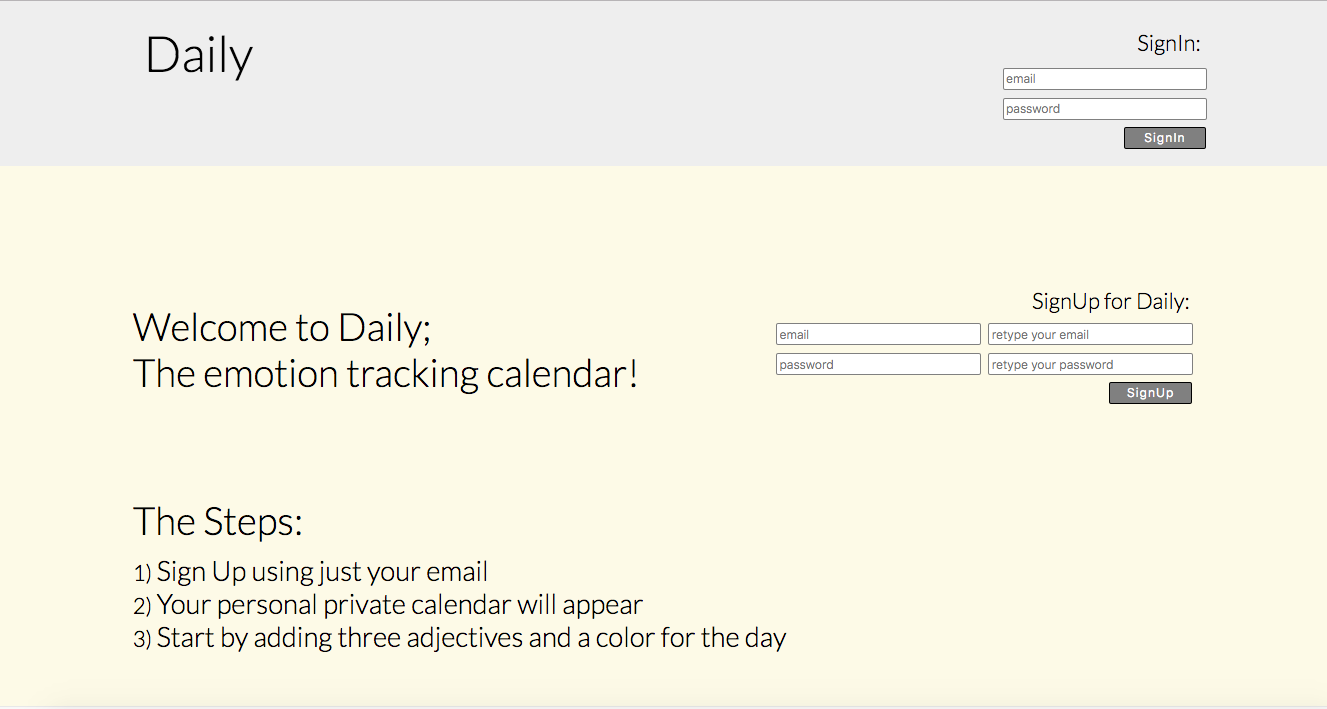 Daily
SignIn:
email
password
SignIn
Welcome to Daily;
The emotion tracking calendar!
SignUp for Daily:
email retype your email
password retype your password
SignUp
The Steps:
1) Sign Up using just your email
2) Your personal private calendar will appear
3) Start by adding three adjectives and a color for the day